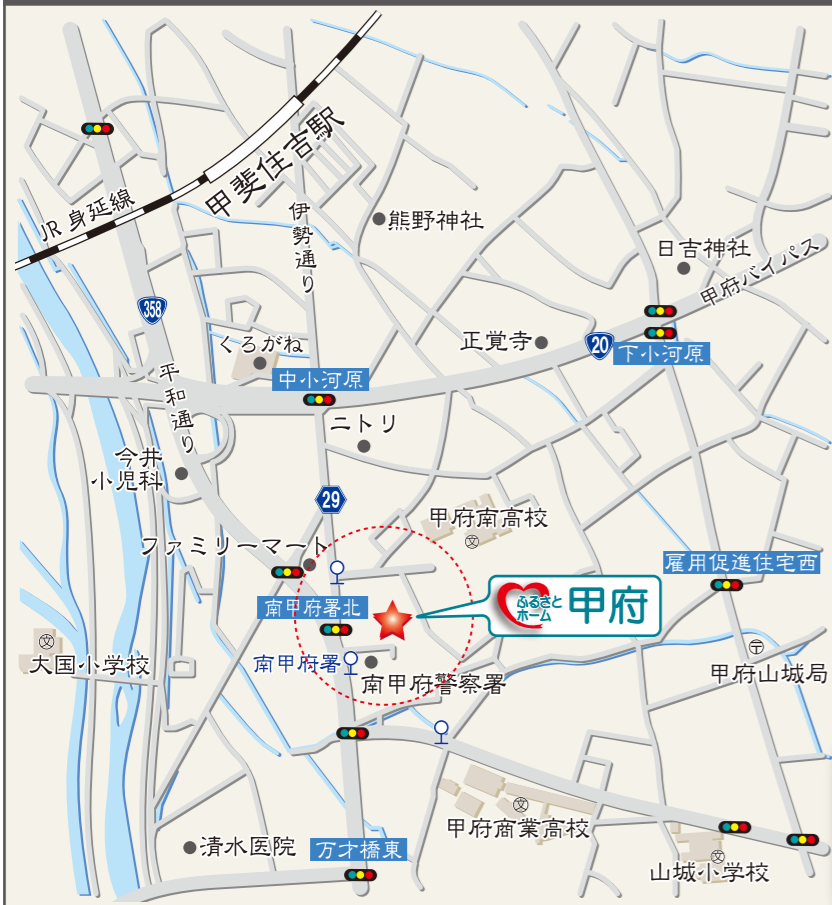 甲斐住吉駅
JR 身延線
伊勢通り
熊野神社
日吉神社
甲府バイパス
358
くろがね
正覚寺
20
下小河原
中小河原
平和通り
ニトリ
今井
小児科
29
甲府南高校
文
ファミリーマート
雇用促進住宅西
ふるさと
ホーム
甲府
南甲府署北
文
大国小学校
南甲府署
南甲府警察署
〒
甲府山城局
文
甲府商業高校
清水医院
万才橋東
文
山城小学校